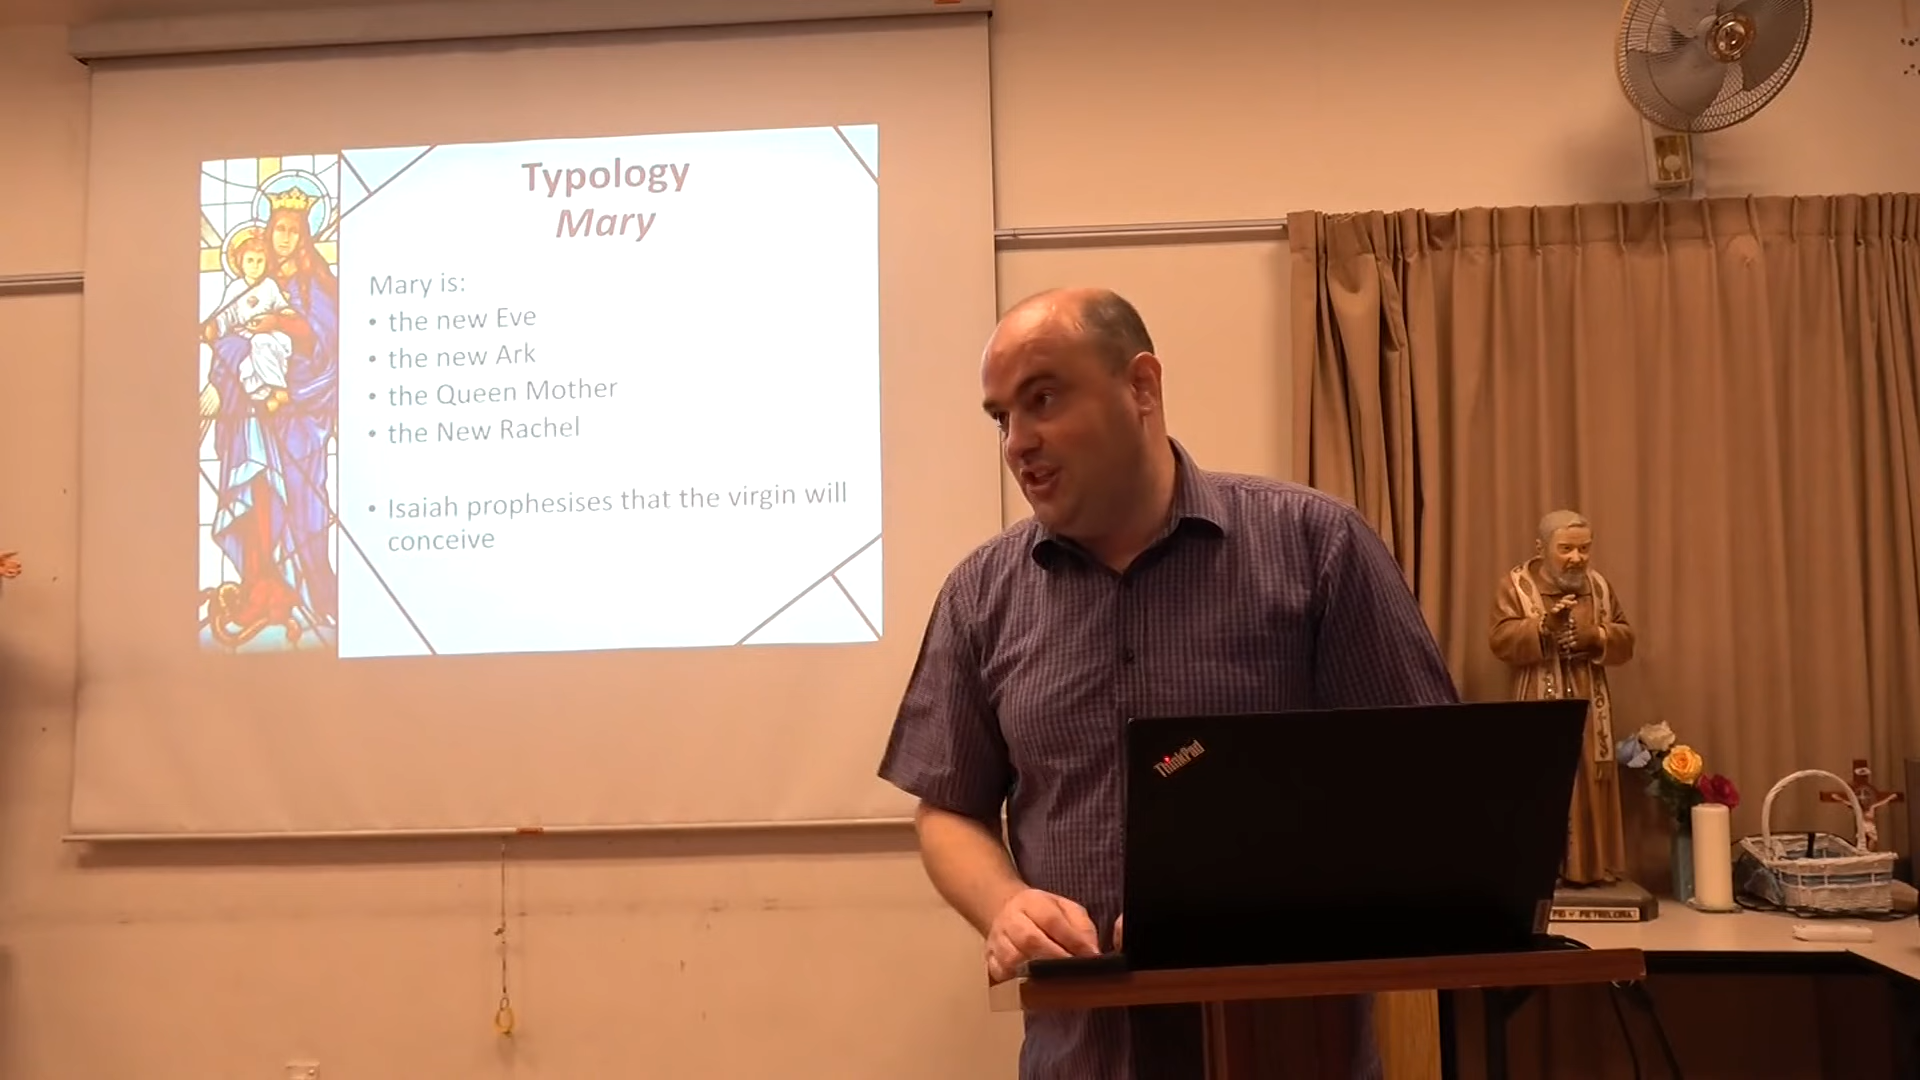 Typology
Mary
Mary is:
• the new Eve
• the new Ark
• the Queen Mother
• the New Rachel
• Isaiah prophesises that the virgin will
conceive
ThinkPad